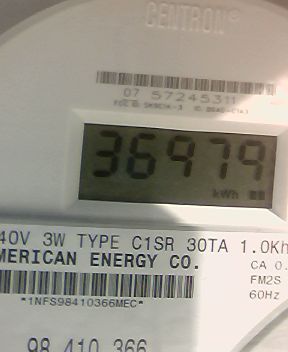 CENTRON®
07 57245311
36979
kWh
40V 3W TYPE C1SR 30TA 1.0Kh
MERICAN ENERGY CO.
CA 0.
FM2S
60Hz
*1NFS98410366MEC*
98 410 366